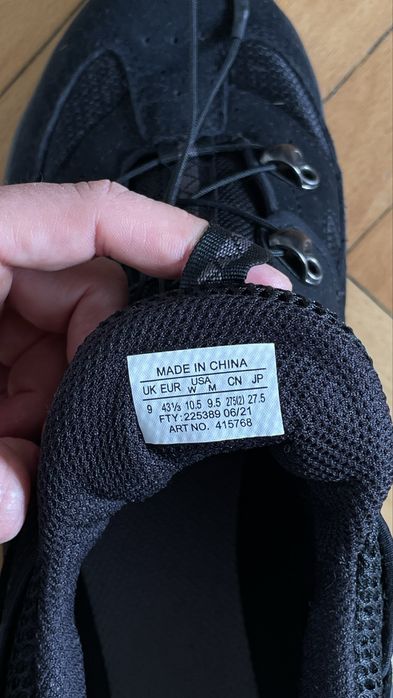 MADE IN CHINA
UK EUR USA W M CN JP
9 43⅓ 10.5 9.5 275(2) 27.5
FTY:225389 06/21
ART NO. 415768